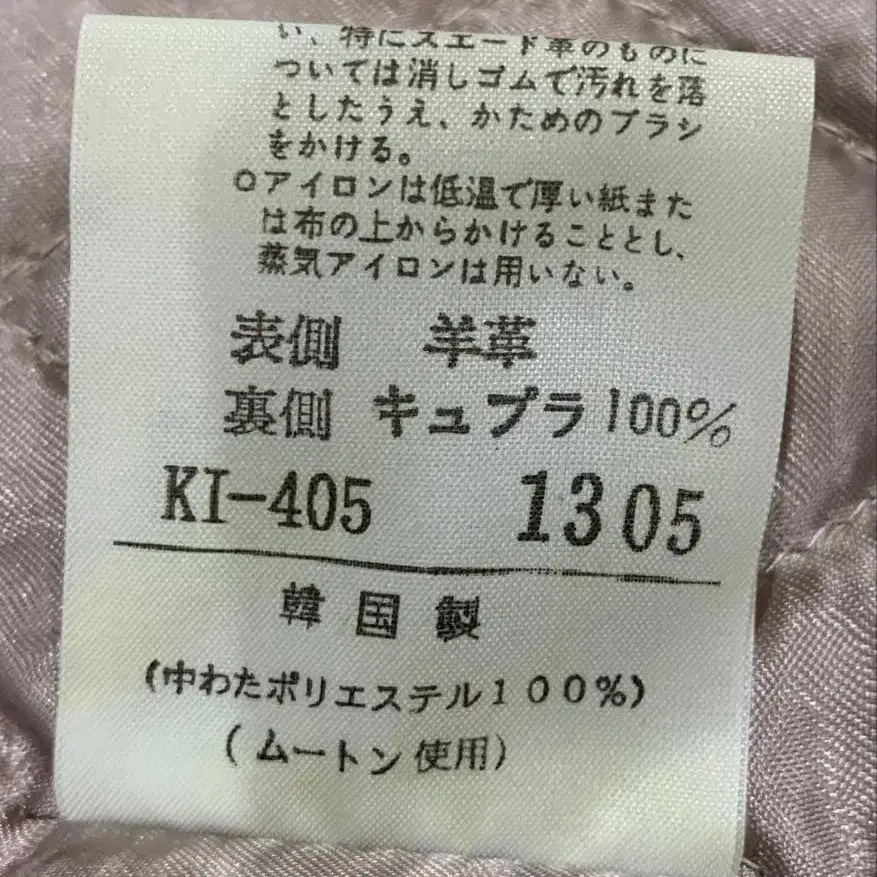 い、特にスエード革のものに
ついては消しゴムで汚れを落
としたうえ、かためのブラシ
をかける。
○アイロンは低温で厚い紙また
は布の上からかけることとし、
蒸気アイロンは用いない。
表側 羊革
裏側 キュプラ100%
KI-405 1305
韓国製
(中わたポリエステル100%)
(ムートン使用)